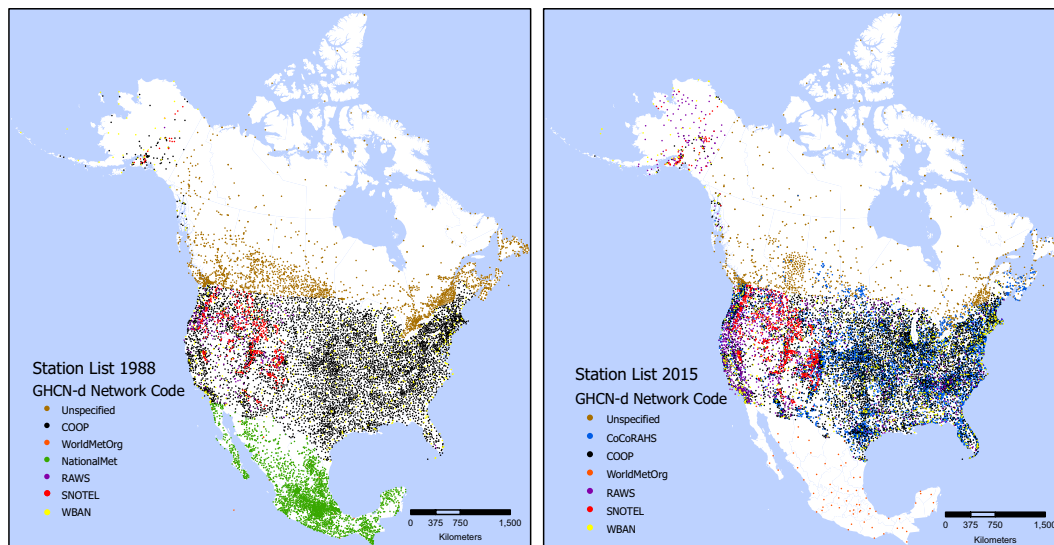 Station List 1988
GHCN-d Network Code
Unspecified
COOP
WorldMetOrg
NationalMet
RAWS
SNOTEL
WBAN
0 375 750 1,500
Kilometers
Station List 2015
GHCN-d Network Code
Unspecified
CoCoRAHS
COOP
WorldMetOrg
RAWS
SNOTEL
WBAN
0 375 750 1,500
Kilometers